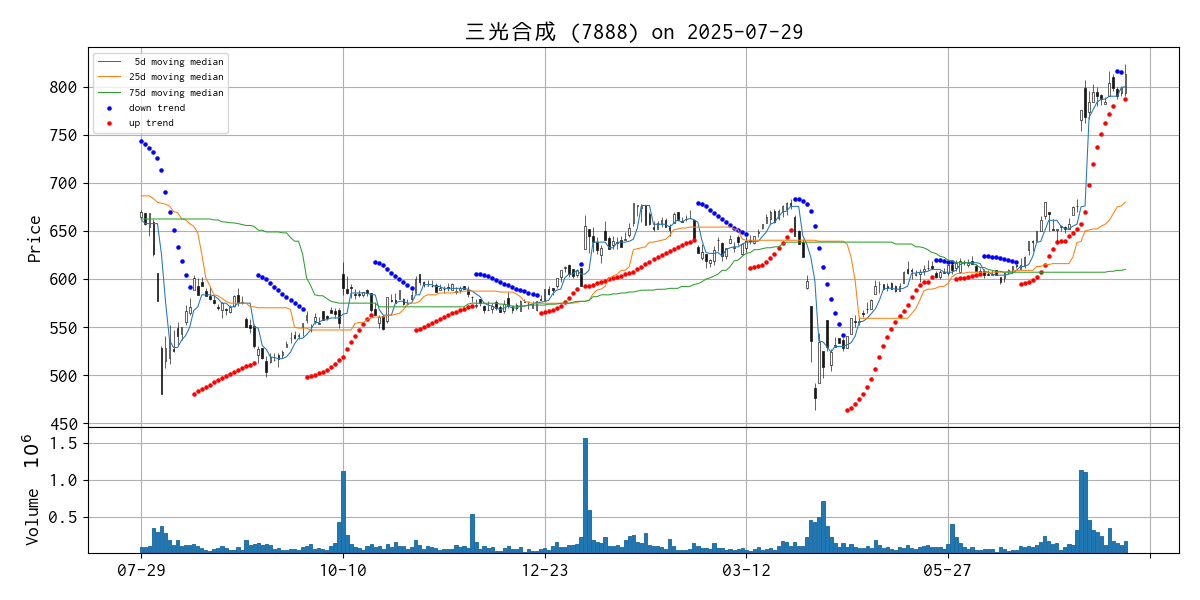 三光合成 (7888) on 2025-07-29
5d moving median
25d moving median
75d moving median
down trend
up trend
Price
800
750
700
650
600
550
500
450
Volume 10^6
1.5
1.0
0.5
07-29 10-10 12-23 03-12 05-27